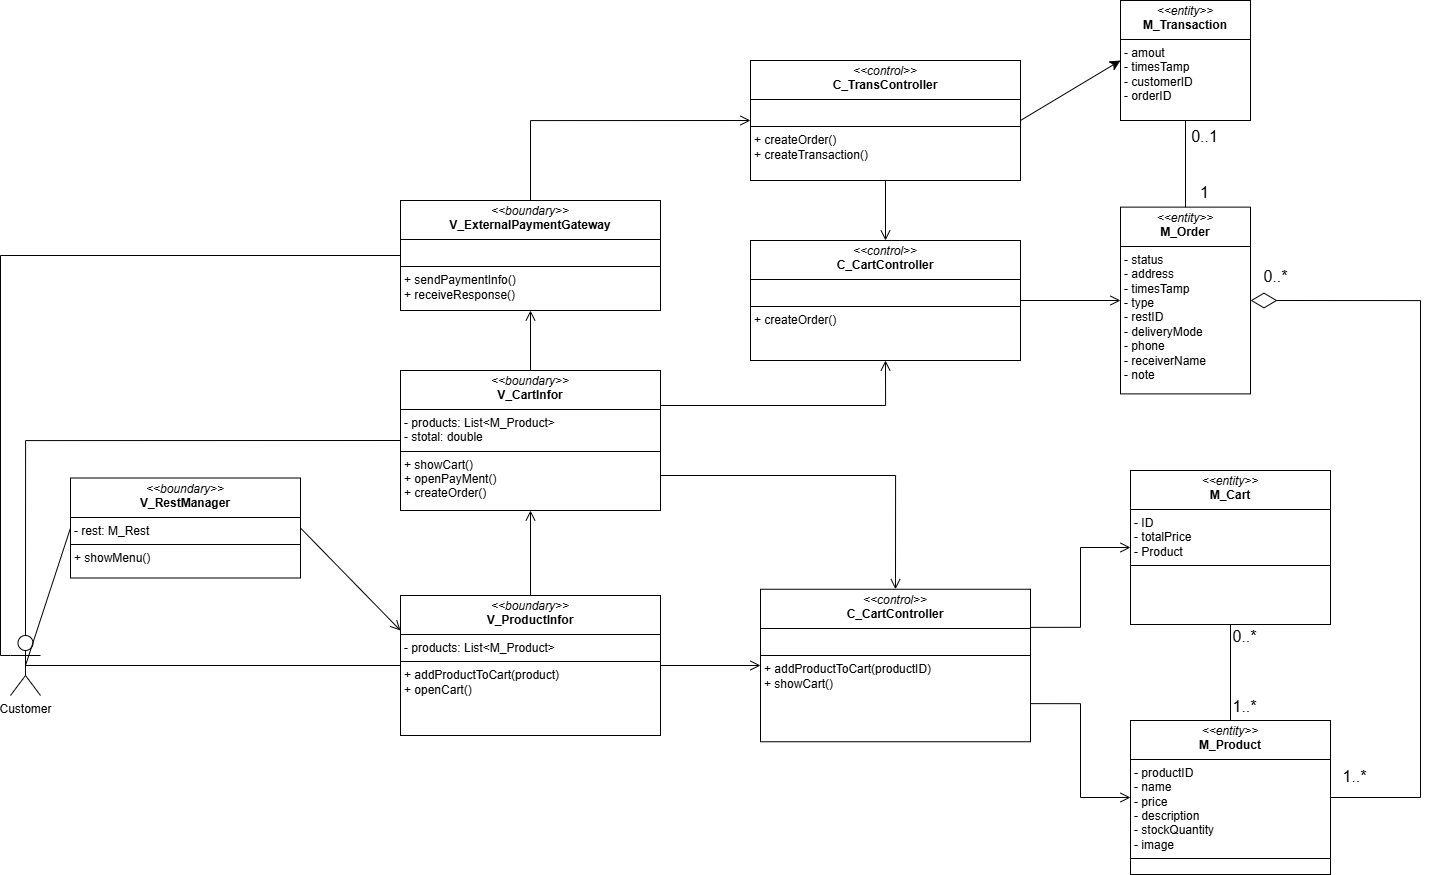 <<entity>>
M_Transaction
- amout
- timesTamp
- customerID
- orderID
<<control>>
C_TransController
+ createOrder()
+ createTransaction()
0..1
1
<<boundary>>
V_ExternalPaymentGateway
+ sendPaymentInfo()
+ receiveResponse()
<<control>>
C_CartController
+ createOrder()
<<entity>>
M_Order
- status
- address
- timesTamp
- type
- restID
- deliveryMode
- phone
- receiverName
- note
0..*
<<boundary>>
V_CartInfor
- products: List<M_Product>
- stotal: double
+ showCart()
+ openPayMent()
+ createOrder()
<<boundary>>
V_RestManager
- rest: M_Rest
+ showMenu()
<<entity>>
M_Cart
- ID
- totalPrice
- Product
<<boundary>>
V_ProductInfor
- products: List<M_Product>
+ addProductToCart(product)
+ openCart()
<<control>>
C_CartController
+ addProductToCart(productID)
+ showCart()
0..*
1..*
Customer
<<entity>>
M_Product
- productID
- name
- price
- description
- stockQuantity
- image
1..*